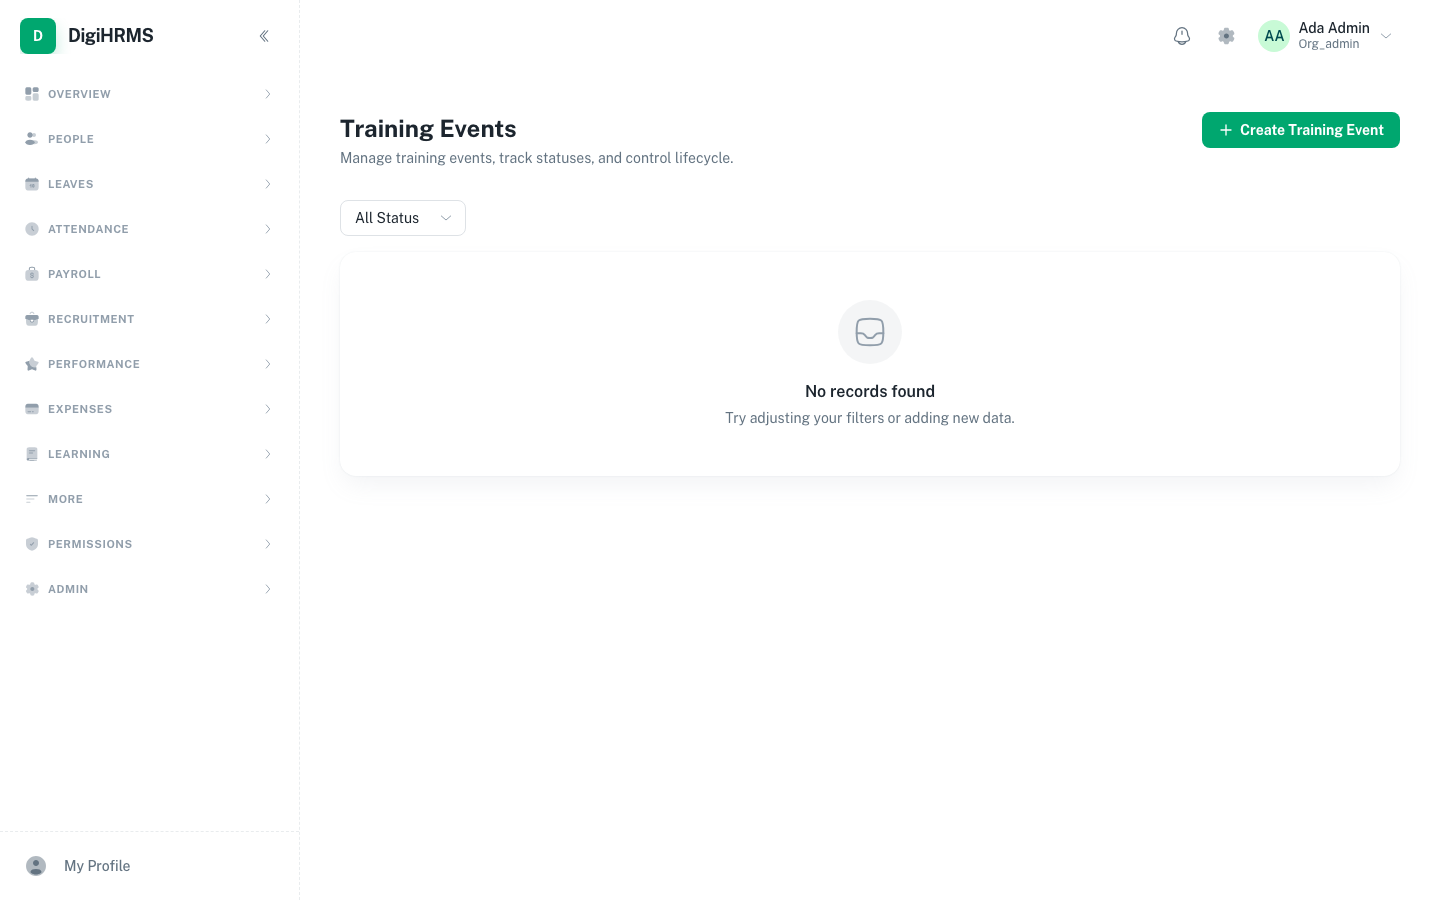 D
DigiHRMS
OVERVIEW
PEOPLE
LEAVES
ATTENDANCE
PAYROLL
RECRUITMENT
PERFORMANCE
EXPENSES
LEARNING
MORE
PERMISSIONS
ADMIN
My Profile
AA
Ada Admin
Org_admin
Training Events
Manage training events, track statuses, and control lifecycle.
Create Training Event
All Status
No records found
Try adjusting your filters or adding new data.